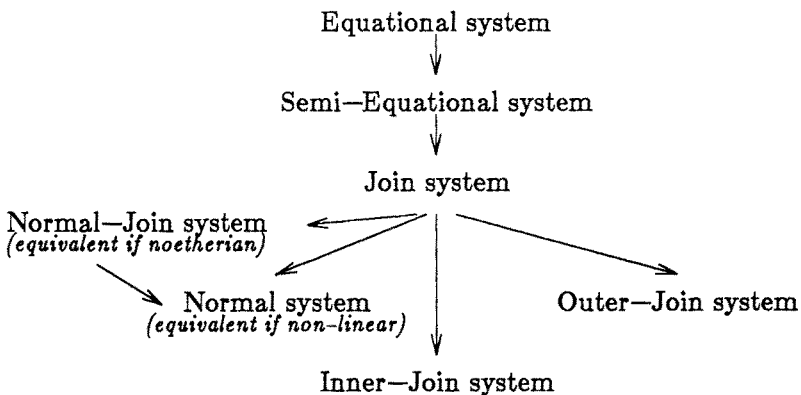 Equational system
Semi—Equational system
Join system
Normal—Join system
(equivalent if noetherian)
Normal system
(equivalent if non-linear)
Outer—Join system
Inner—Join system